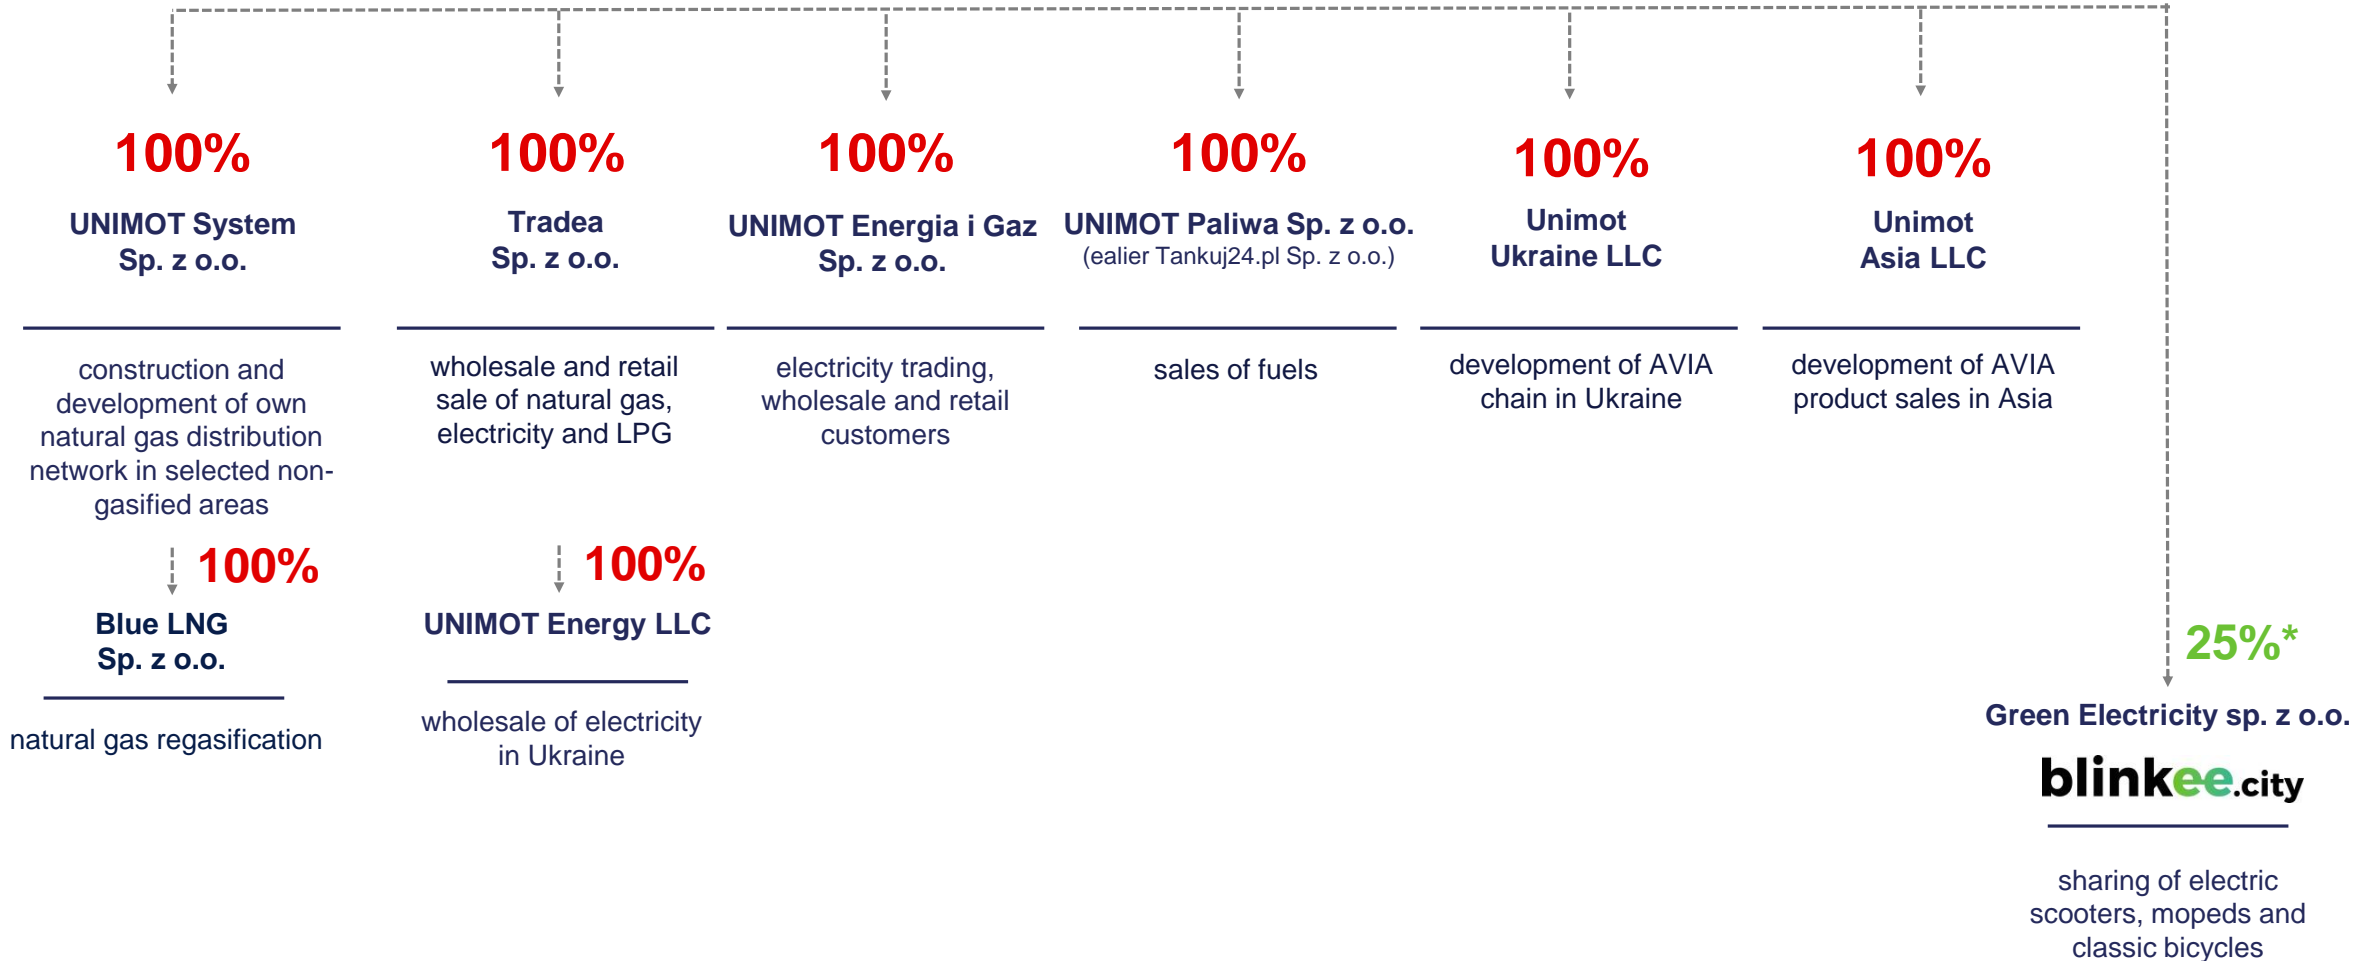 100%
UNIMOT System
Sp. z o.o.
construction and
development of own
natural gas distribution
network in selected non-
gasified areas
100%
Blue LNG
Sp. z o.o.
natural gas regasification
100%
Tradea
Sp. z o.o.
wholesale and retail
sale of natural gas,
electricity and LPG
100%
UNIMOT Energy LLC
wholesale of electricity
in Ukraine
100%
UNIMOT Energia i Gaz
Sp. z o.o.
electricity trading,
wholesale and retail
customers
100%
UNIMOT Paliwa Sp. z o.o.
(ealier Tankuj24.pl Sp. z o.o.)
sales of fuels
100%
Unimot
Ukraine LLC
development of AVIA
chain in Ukraine
100%
Unimot
Asia LLC
development of AVIA
product sales in Asia
25%*
Green Electricity sp. z o.o.
blinkee.city
sharing of electric
scooters, mopeds and
classic bicycles